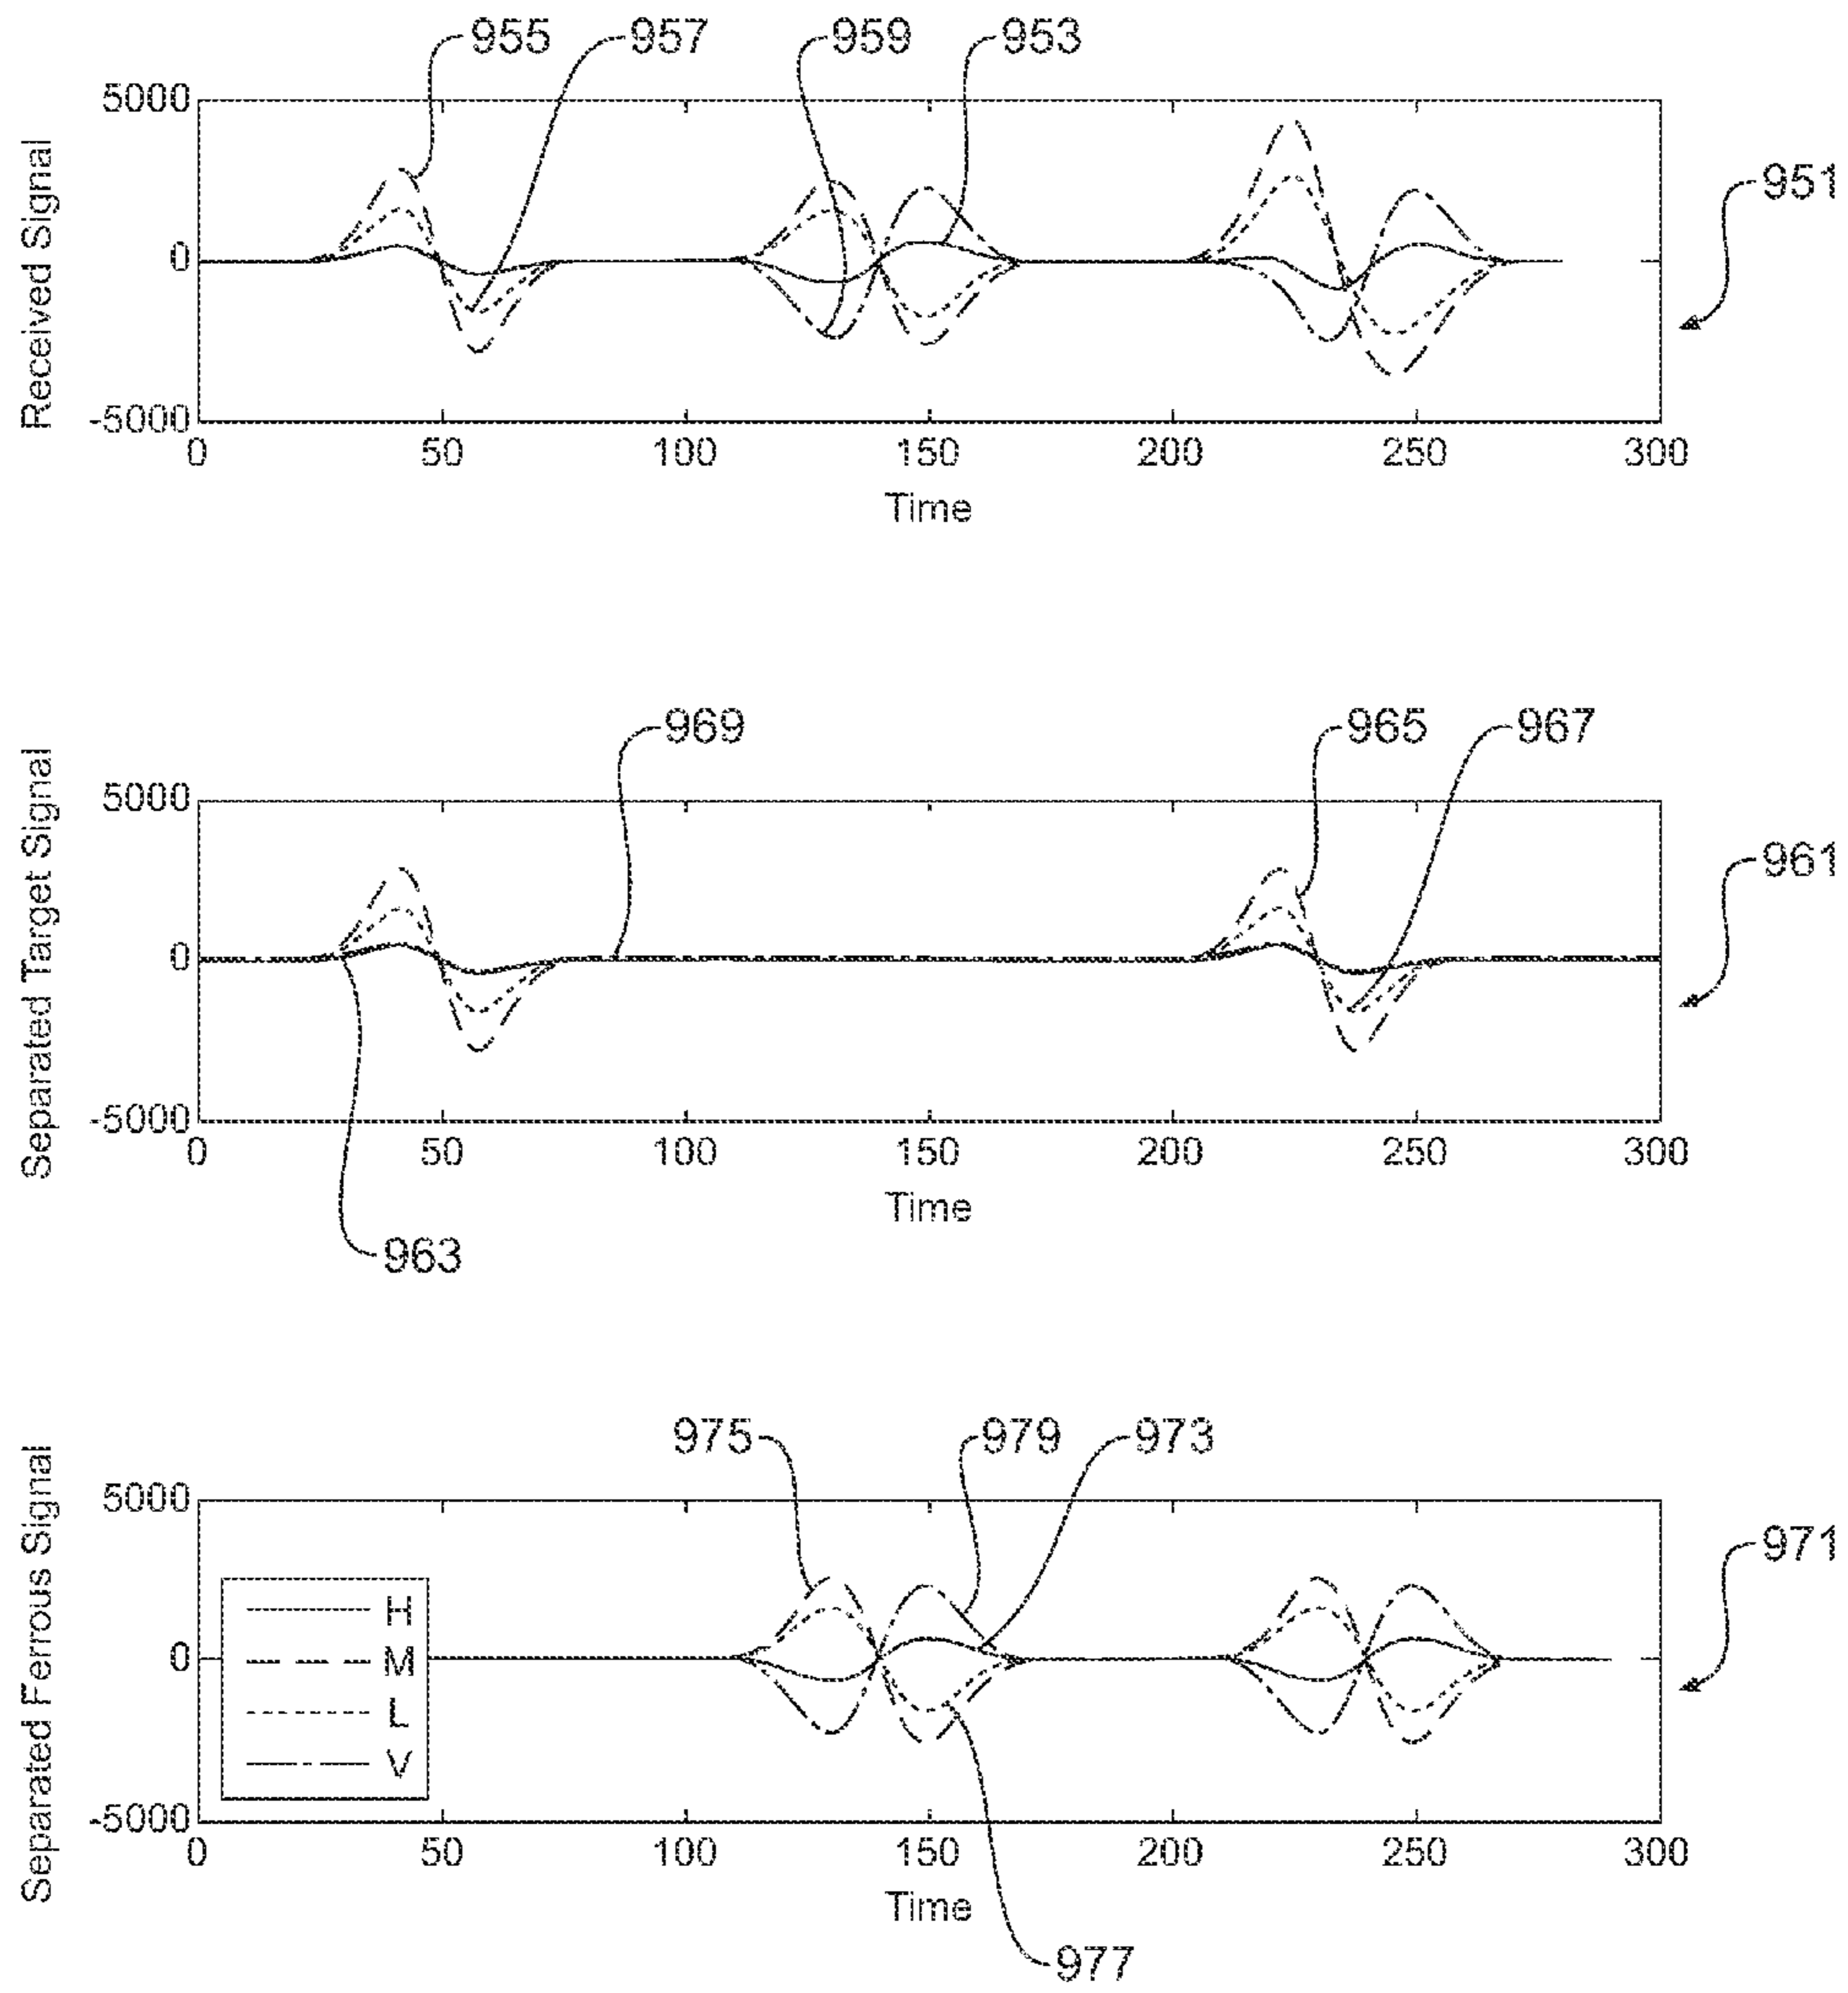 955 957 959 953
5000
0
-5000
Received Signal
951
0 50 100 150 200 250 300
Time
969 965 967
5000
0
-5000
Separated Target Signal
961
0 50 100 150 200 250 300
Time
963
975 979 973
5000
0
-5000
Separated Ferrous Signal
971
H
M
L
V
0 50 100 150 200 250 300
Time
977